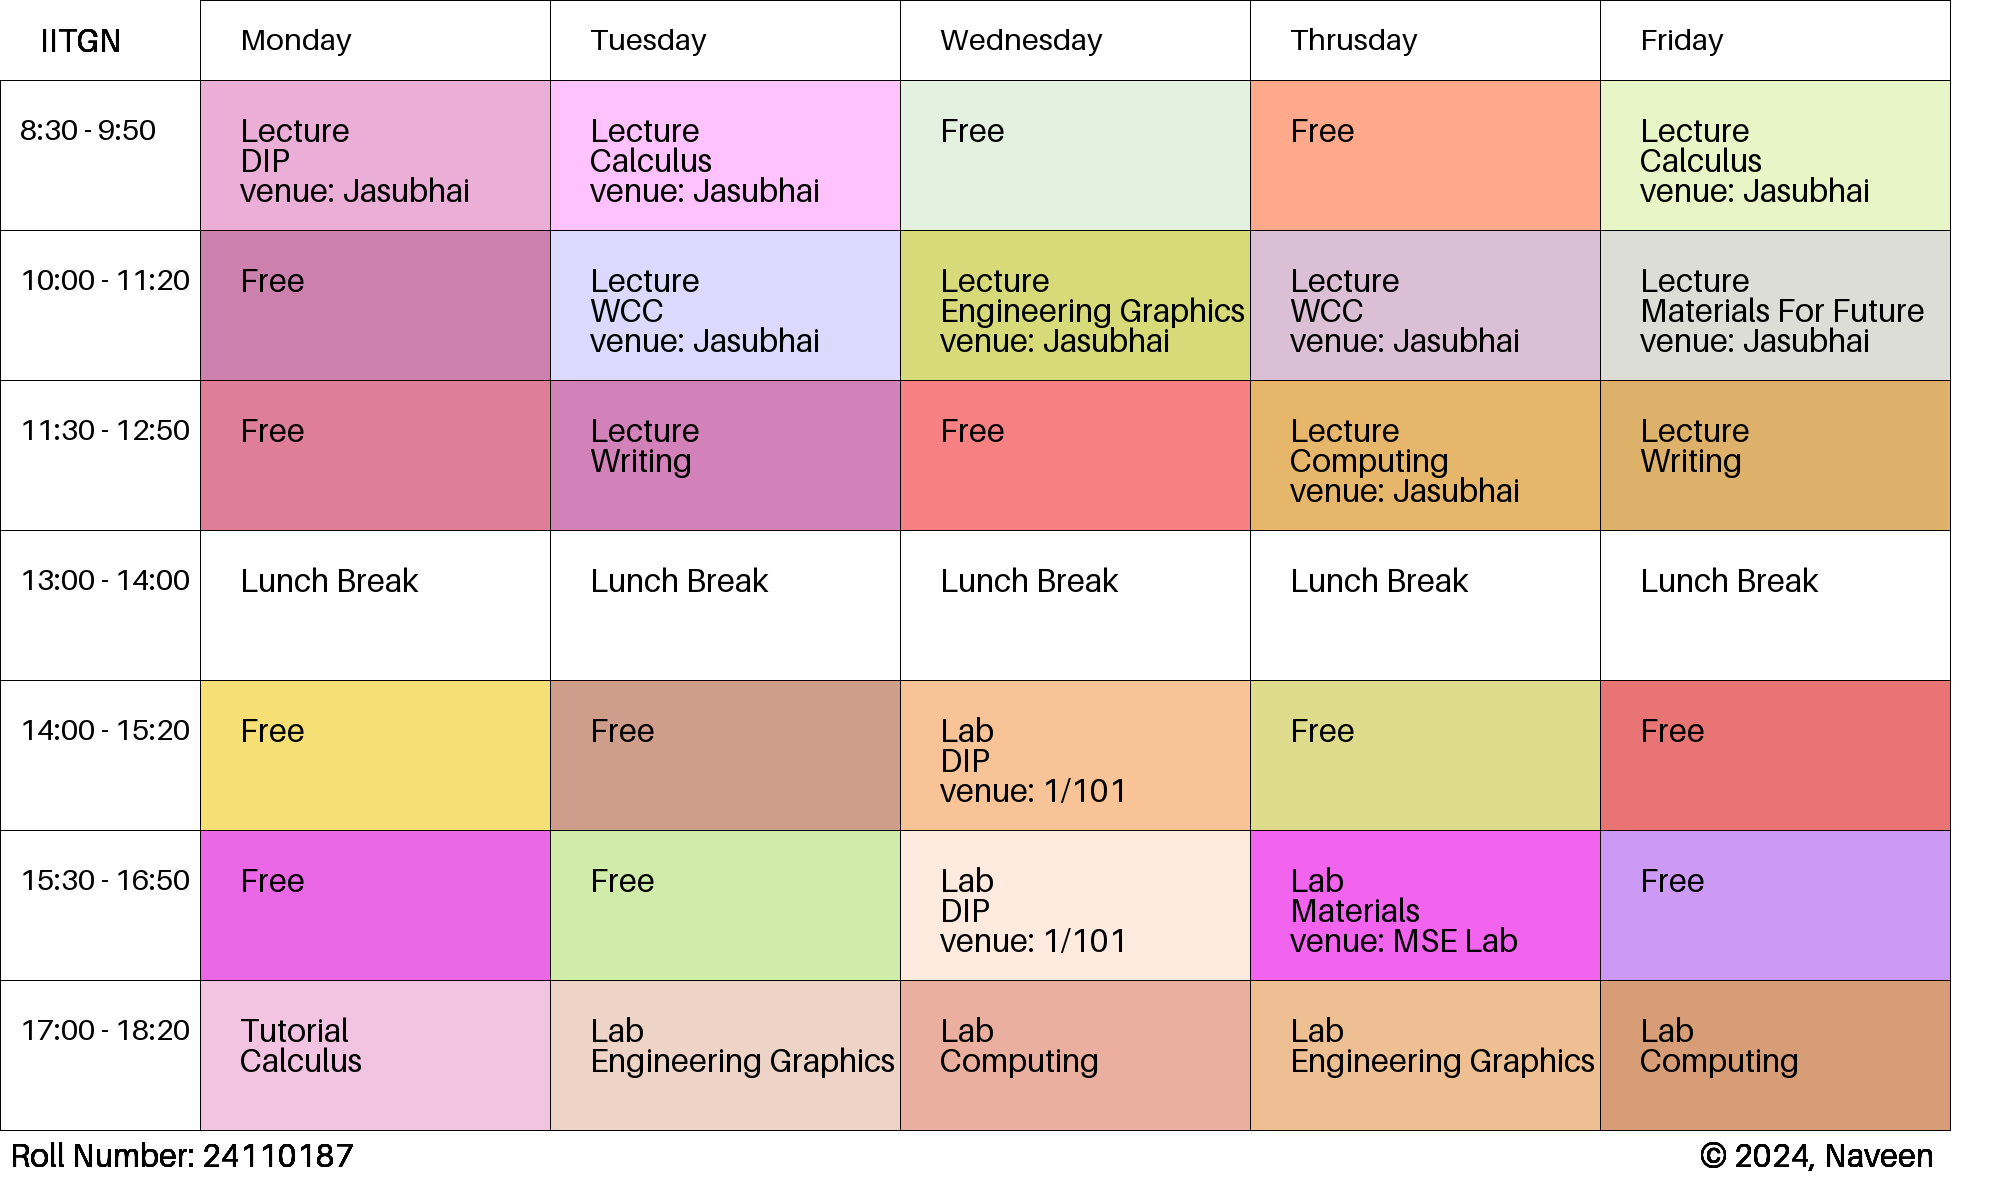 IITGN
Monday
Tuesday
Wednesday
Thrusday
Friday
8:30 - 9:50
Lecture
DIP
venue: Jasubhai
Lecture
Calculus
venue: Jasubhai
Free
Free
Lecture
Calculus
venue: Jasubhai
10:00 - 11:20
Free
Lecture
WCC
venue: Jasubhai
Lecture
Engineering Graphics
venue: Jasubhai
Lecture
WCC
venue: Jasubhai
Lecture
Materials For Future
venue: Jasubhai
11:30 - 12:50
Free
Lecture
Writing
Free
Lecture
Computing
venue: Jasubhai
Lecture
Writing
13:00 - 14:00
Lunch Break
Lunch Break
Lunch Break
Lunch Break
Lunch Break
14:00 - 15:20
Free
Free
Lab
DIP
venue: 1/101
Free
Free
15:30 - 16:50
Free
Free
Lab
DIP
venue: 1/101
Lab
Materials
venue: MSE Lab
Free
17:00 - 18:20
Tutorial
Calculus
Lab
Engineering Graphics
Lab
Computing
Lab
Engineering Graphics
Lab
Computing
Roll Number: 24110187
© 2024, Naveen